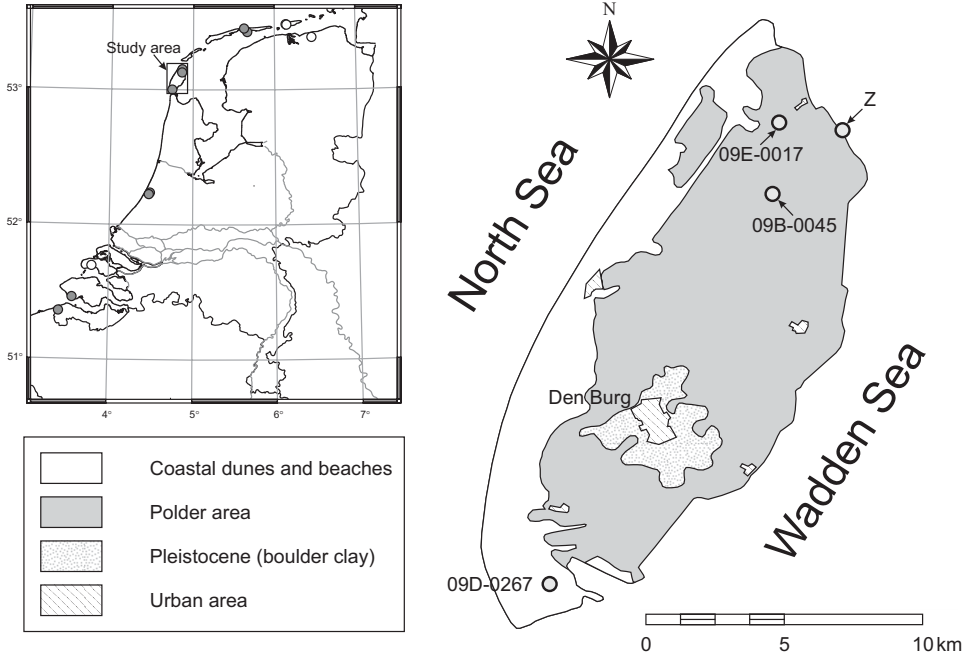 Study area
53°
52°
51°
4°
5°
6°
7°
Coastal dunes and beaches
Polder area
Pleistocene (boulder clay)
Urban area
N
North Sea
Wadden Sea
Z
09E-0017
09B-0045
Den Burg
09D-0267
0
5
10 km